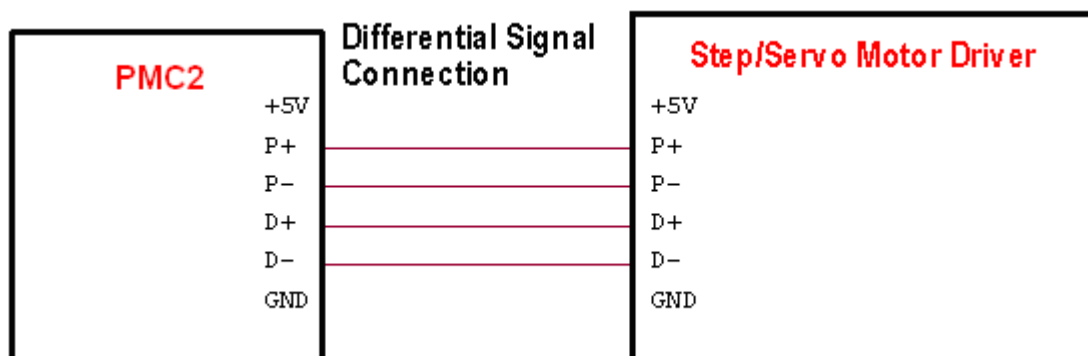 Differential Signal
Connection
PMC2
+5V
P+
P-
D+
D-
GND
Step/Servo Motor Driver
+5V
P+
P-
D+
D-
GND